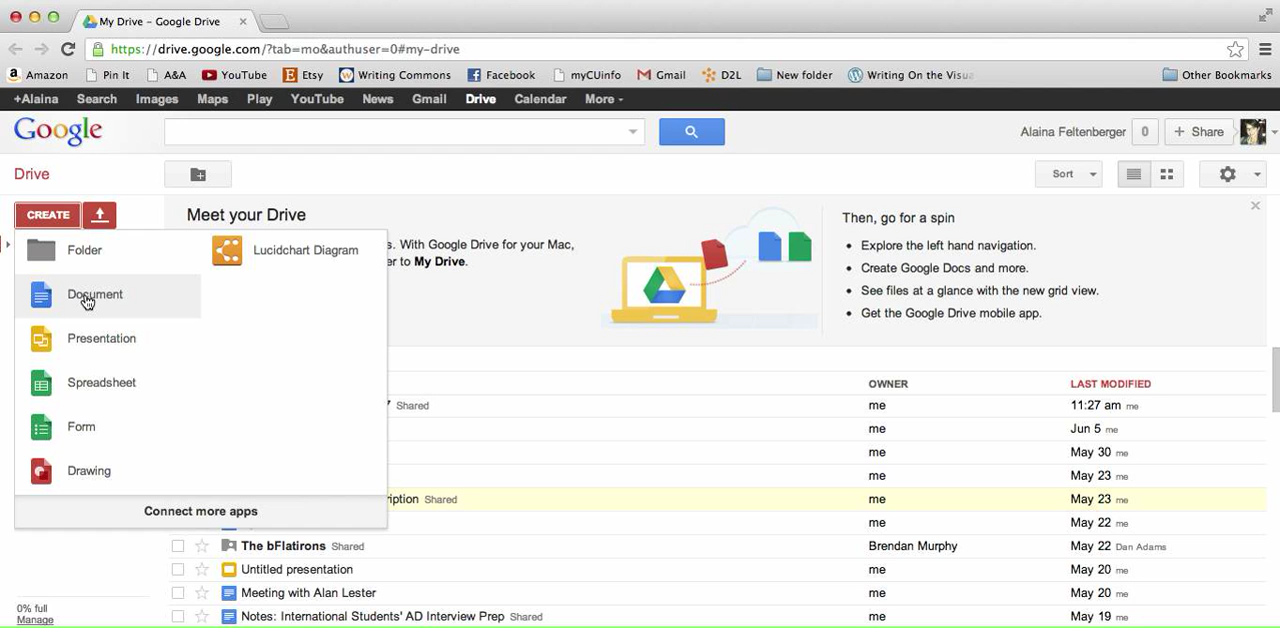 My Drive – Google Drive
https://drive.google.com/?tab=mo&authuser=0#my-drive
Amazon Pin It A&A YouTube Etsy Writing Commons Facebook myCUinfo Gmail D2L New folder Writing On the Visua Other Bookmarks
+Alaina Search Images Maps Play YouTube News Gmail Drive Calendar More
Google Alaina Feltenberger 0 + Share
Drive Sort
CREATE Meet your Drive Then, go for a spin
Folder Lucidchart Diagram s. With Google Drive for your Mac, Explore the left hand navigation.
er to My Drive. Create Google Docs and more.
Document See files at a glance with the new grid view.
Get the Google Drive mobile app.
Presentation
Spreadsheet OWNER LAST MODIFIED
Shared me 11:27 am me
Form me Jun 5 me
me May 30 me
Drawing me May 23 me
ription Shared me May 23 me
Connect more apps me May 22 me
The bFlatirons Shared Brendan Murphy May 22 Dan Adams
Untitled presentation me May 20 me
Meeting with Alan Lester me May 20 me
0% full
Notes: International Students' AD Interview Prep Shared me May 19 me
Manage